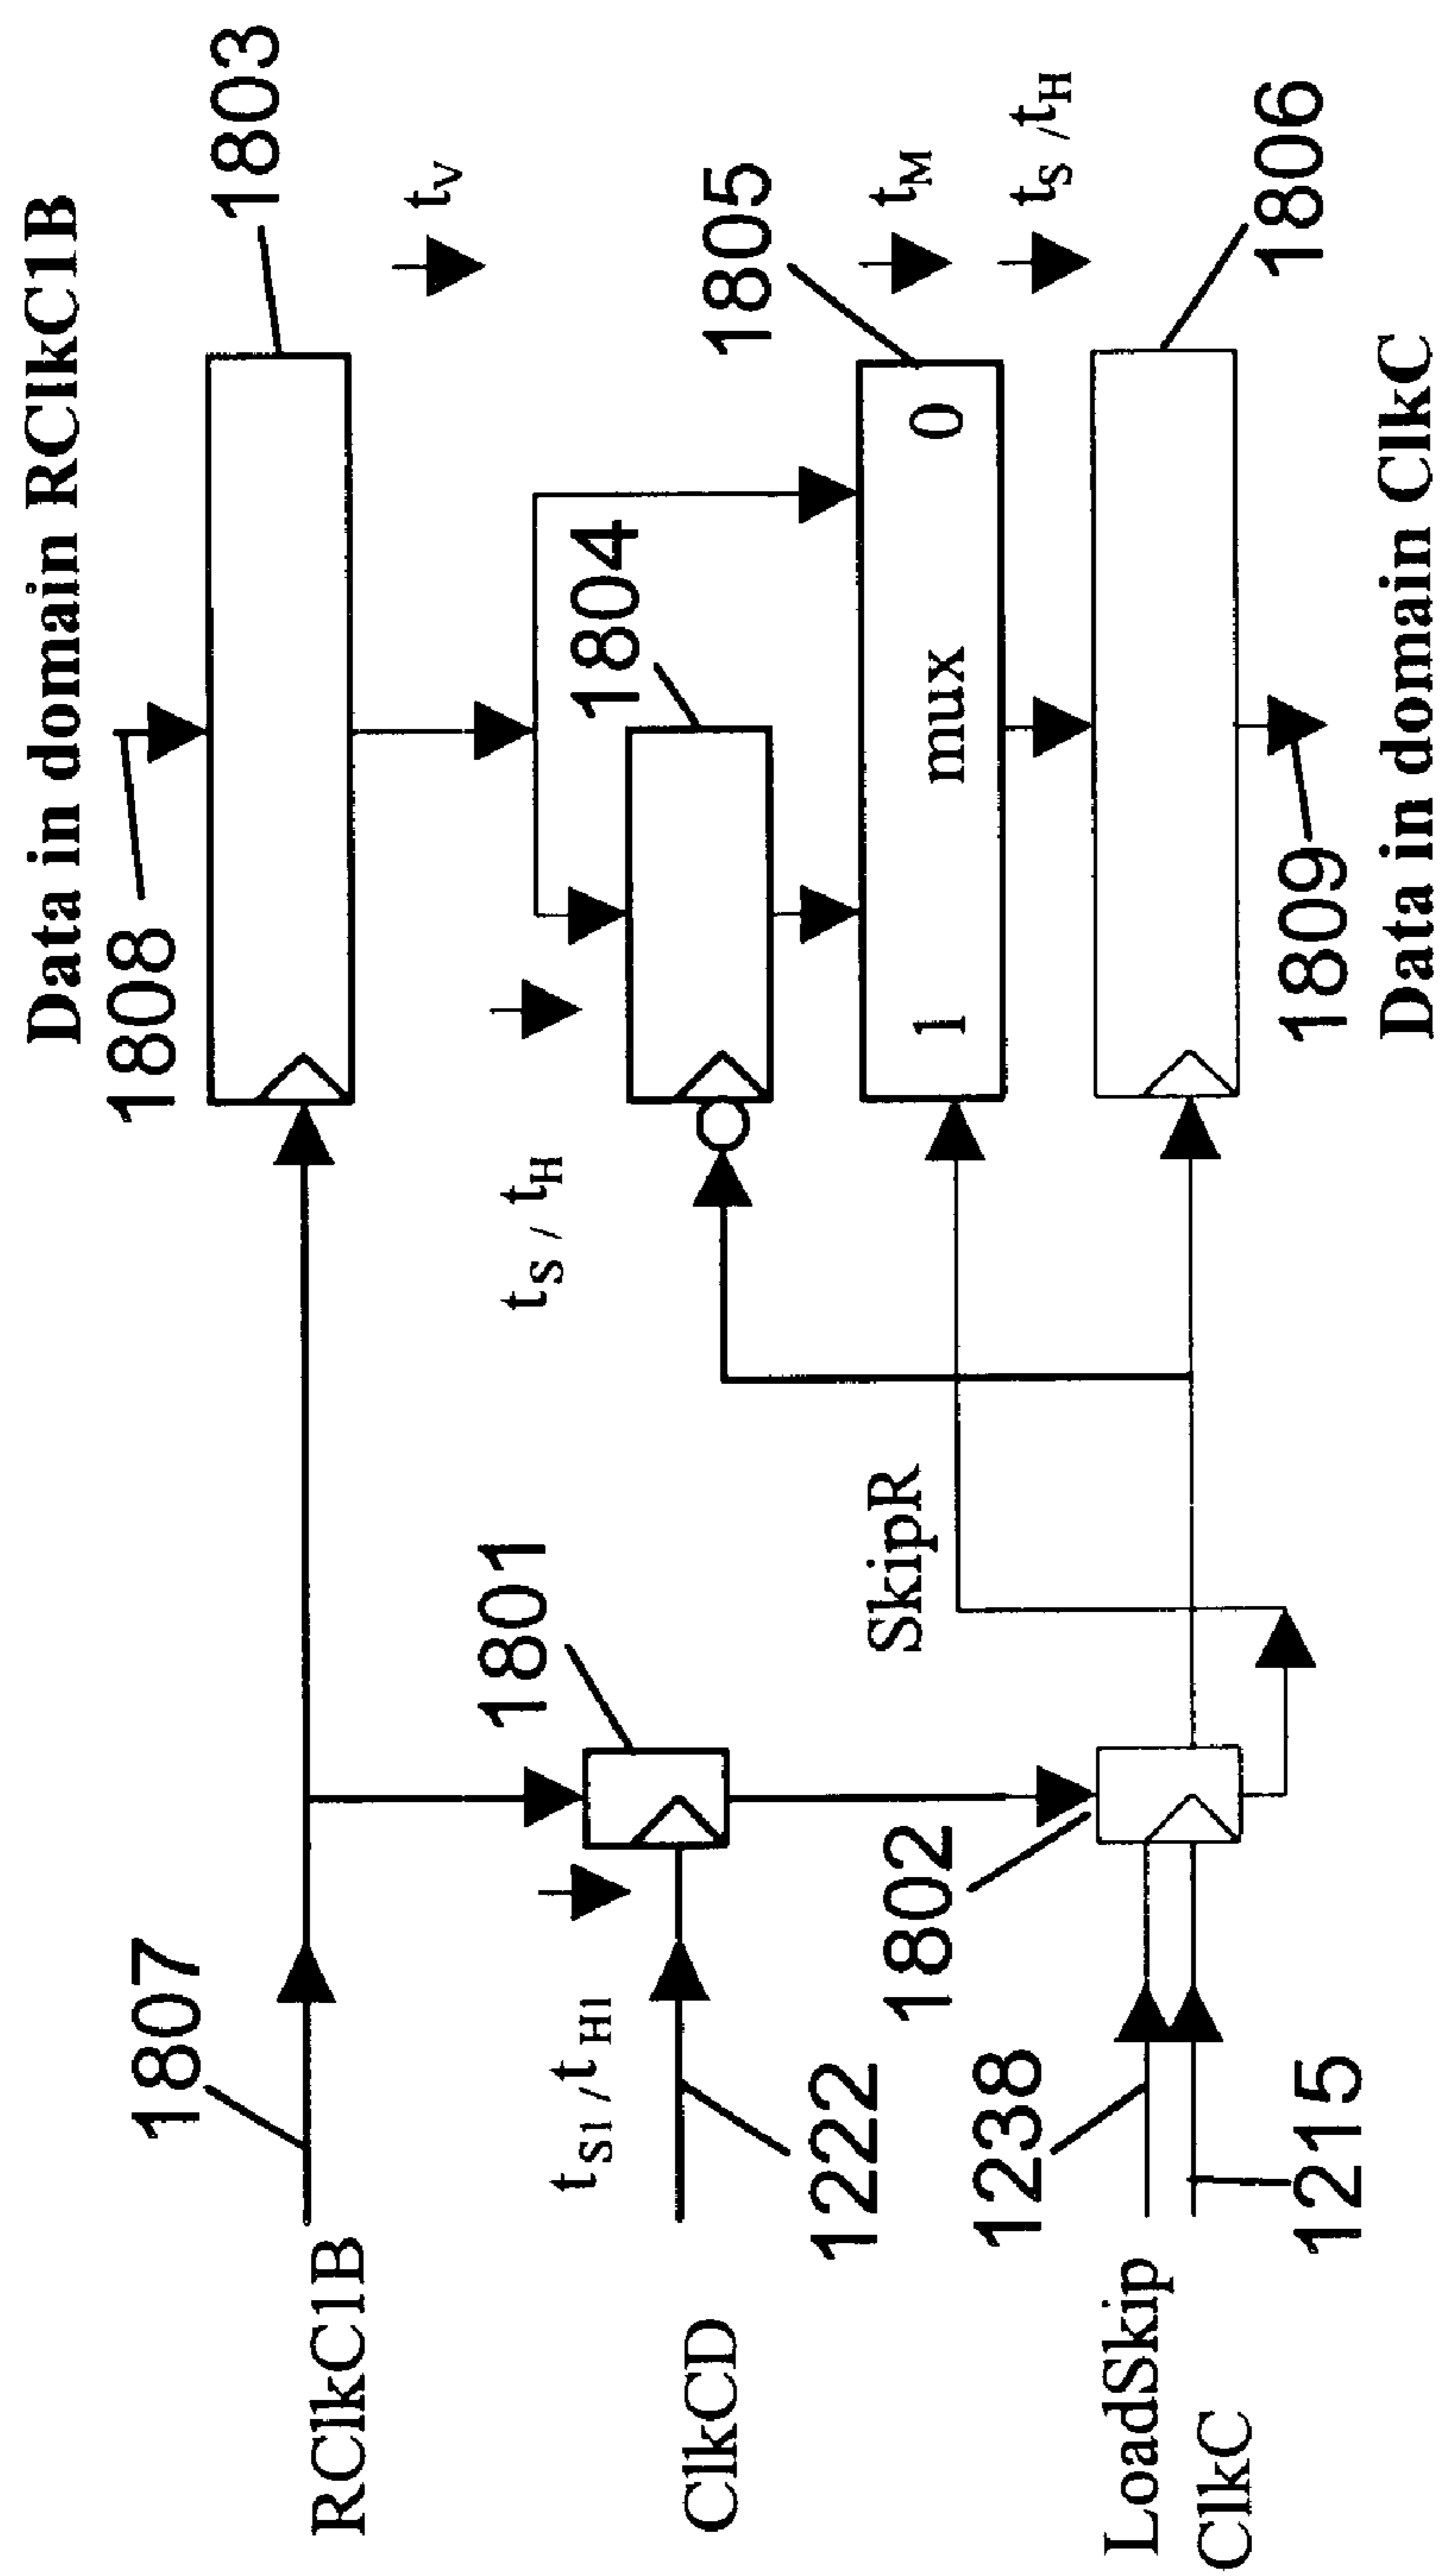 Data in domain RClkC1B
1808
1803
1807
RClkC1B
tV
1801
tS1/tH1
tS / tH
1804
ClkCD
1222
1805
1 mux 0
tM
SkipR
1802
tS /tH
LoadSkip
1238
ClkC
1215
1806
1809
Data in domain ClkC